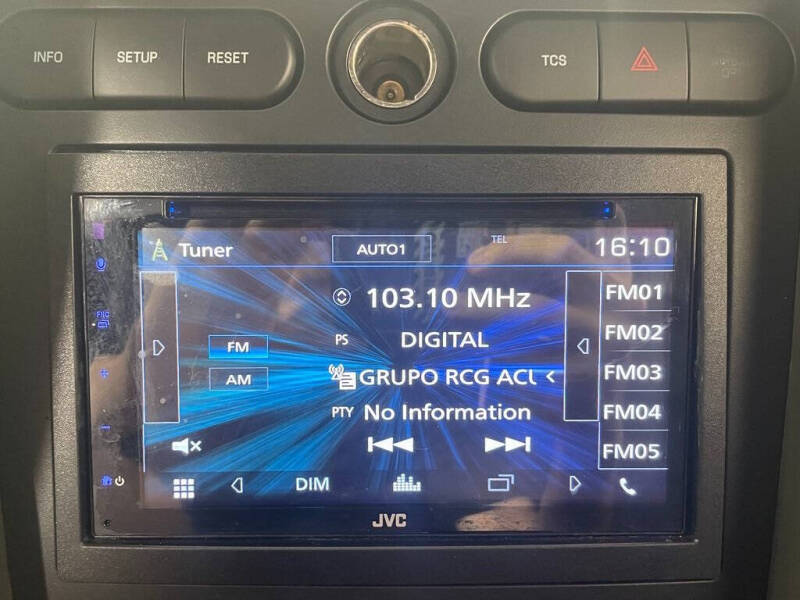 INFO SETUP RESET TCS
Tuner AUTO1 TEL 16:10
103.10 MHz FM01
PS DIGITAL FM02
FM
GRUPO RCG ACU FM03
AM
PTY No Information FM04
FM05
DIM
JVC